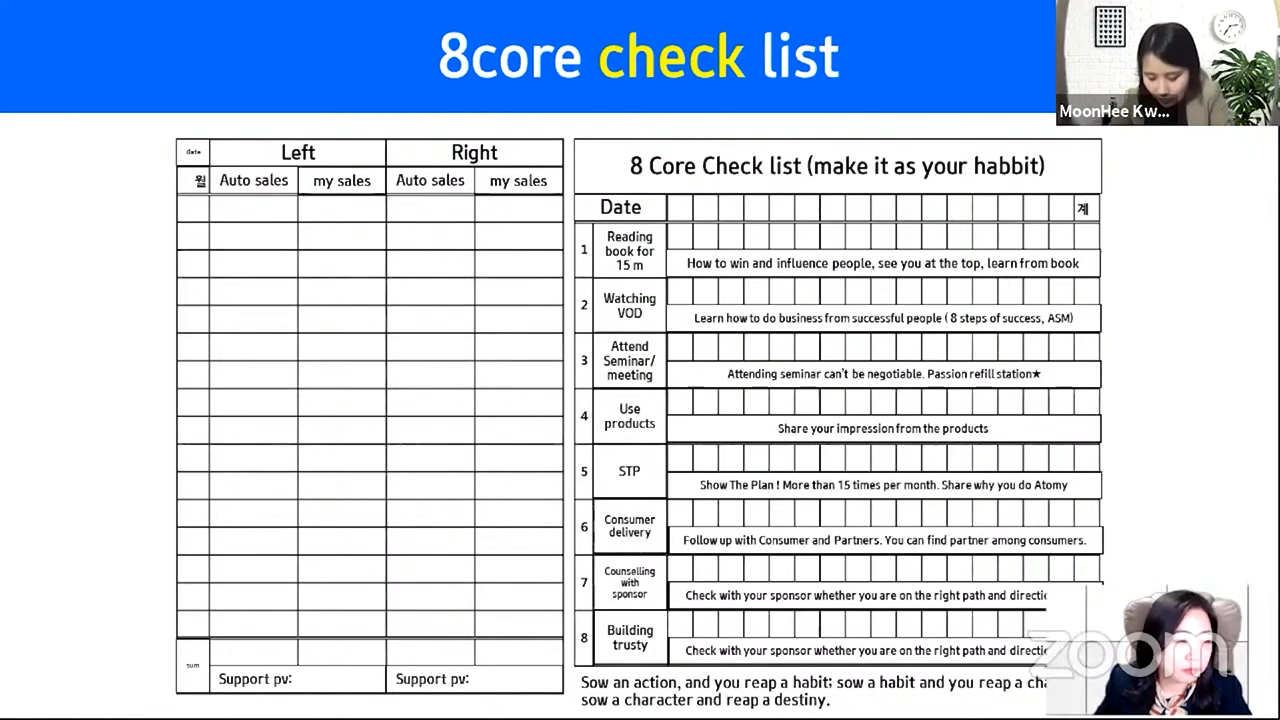 8core check list
MoonHee Kw...
date
Left
Right
월
Auto sales
my sales
Auto sales
my sales
sum
Support pv:
Support pv:
8 Core Check list (make it as your habbit)
Date
계
1
Reading
book for
15 m
How to win and influence people, see you at the top, learn from book
2
Watching
VOD
Learn how to do business from successful people ( 8 steps of success, ASM)
3
Attend
Seminar/
meeting
Attending seminar can't be negotiable. Passion refill station★
4
Use
products
Share your impression from the products
5
STP
Show The Plan ! More than 15 times per month. Share why you do Atomy
6
Consumer
delivery
Follow up with Consumer and Partners. You can find partner among consumers.
7
Counselling
with
sponsor
Check with your sponsor whether you are on the right path and directi
8
Building
trusty
Check with your sponsor whether you are on the right path and directi
Sow an action, and you reap a habit; sow a habit and you reap a cha
sow a character and reap a destiny.
zoom